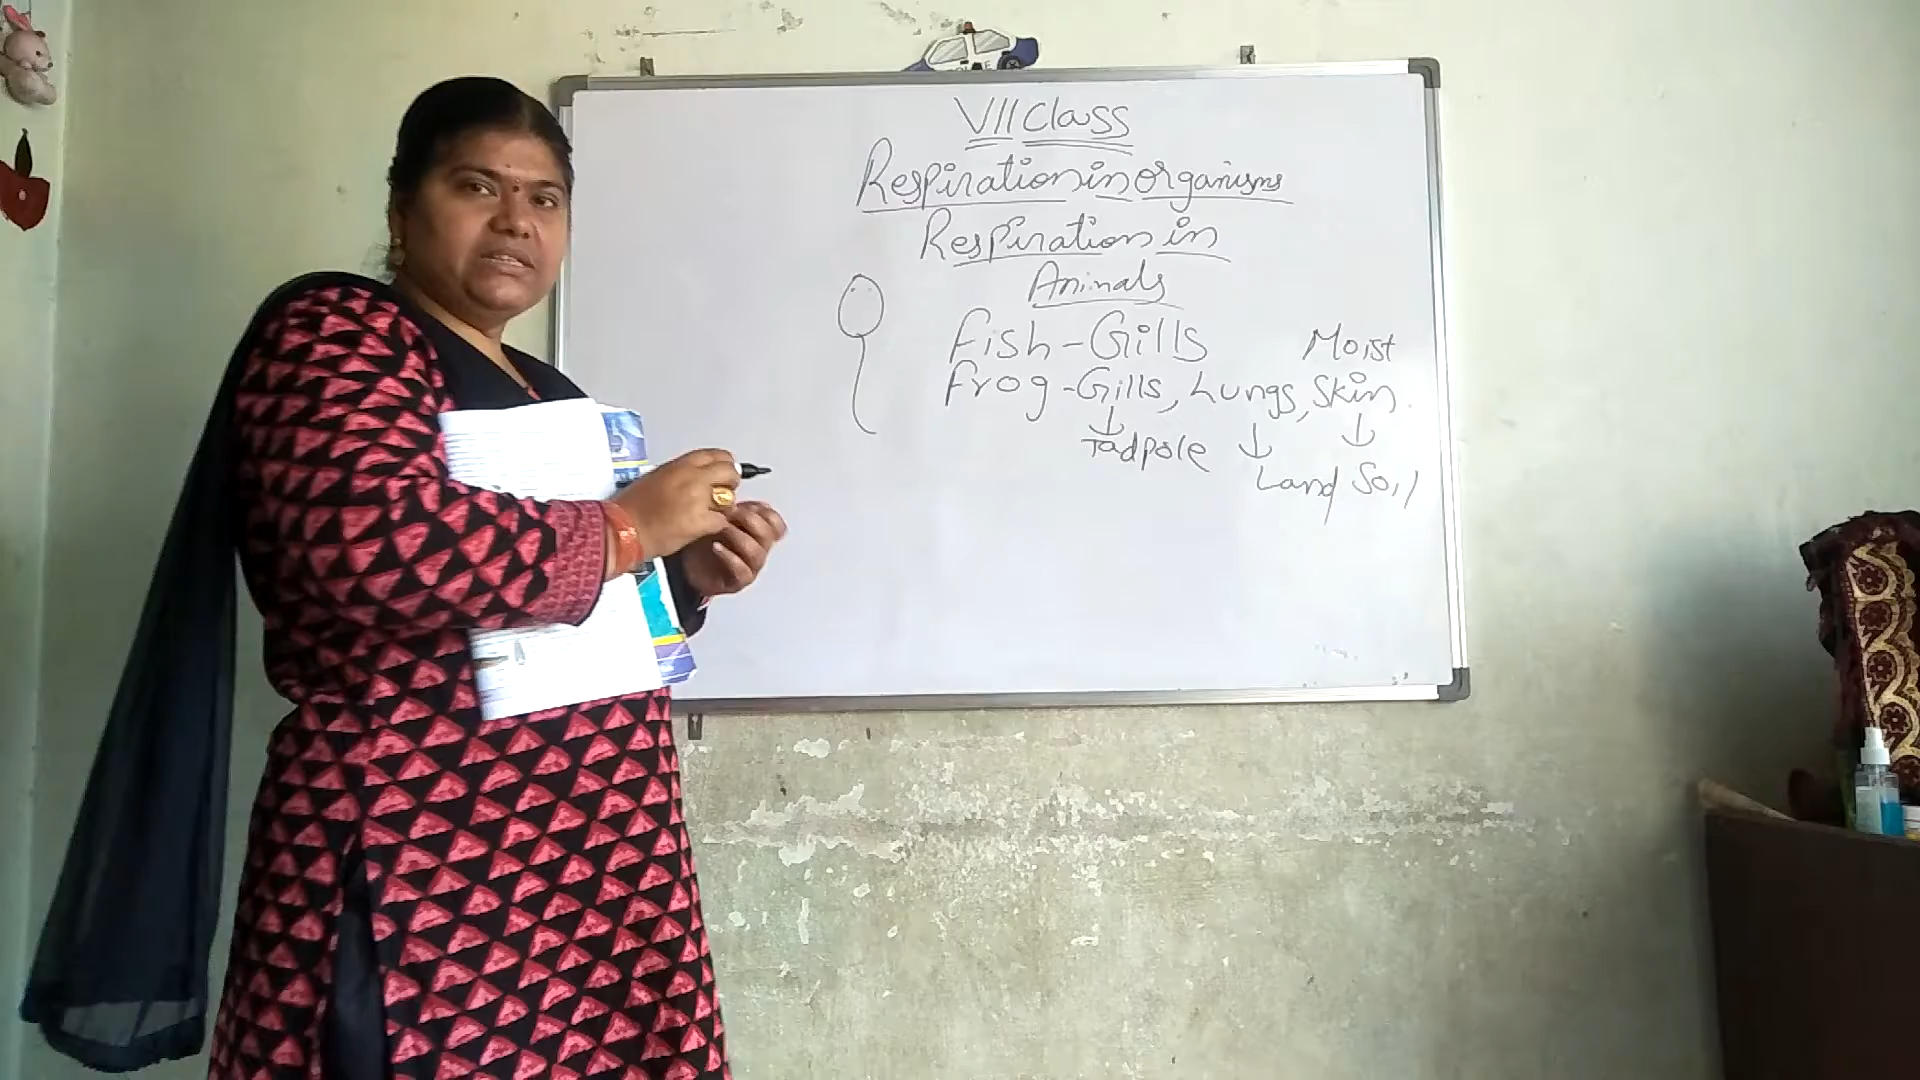 VII Class
Respiration in organisms
Respiration in
Animals
Fish - Gills
Moist
Frog - Gills, Lungs, Skin.
Tadpole
Land Soil